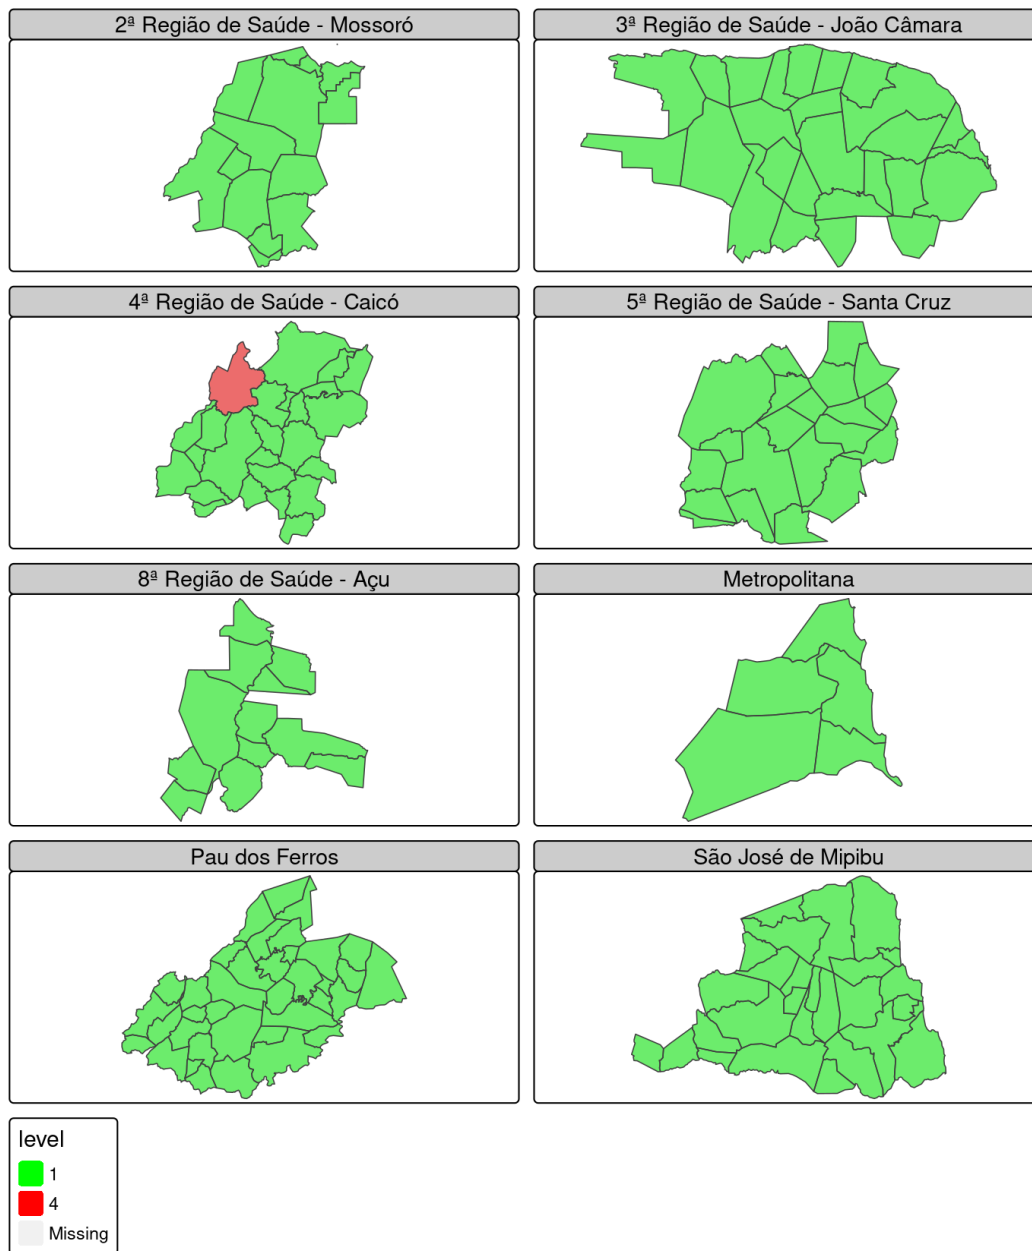 2ª Região de Saúde - Mossoró
3ª Região de Saúde - João Câmara
4ª Região de Saúde - Caicó
5ª Região de Saúde - Santa Cruz
8ª Região de Saúde - Açu
Metropolitana
Pau dos Ferros
São José de Mipibu
level
1
4
Missing